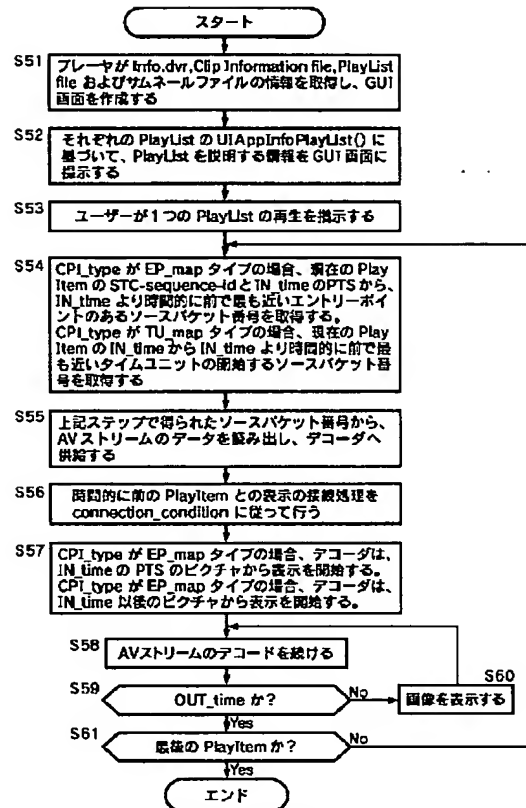 スタート
S51
プレーヤが Info.dvr,Clip Information file,PlayList
file およびサムネールファイルの情報を取得し、GUI
画面を作成する
S52
それぞれの PlayList の UIAppInfoPlayList() に
基づいて、PlayList を説明する情報を GUI 画面に
提示する
S53
ユーザーが1つの PlayList の再生を指示する
S54
CPI_type が EP_map タイプの場合、現在の Play
Item の STC-sequence-id と IN_time のPTS から、
IN_time より時間的に前で最も近いエントリーポイ
ントのあるソースパケット番号を取得する。
CPI_type が TU_map タイプの場合、現在の Play
Item の IN_time から IN_time より時間的に前で最
も近いタイムユニットの開始するソースパケット番
号を取得する
S55
上記ステップで得られたソースパケット番号から、
AVストリームのデータを読み出し、デコーダへ
供給する
S56
時間的に前の PlayItem との表示の接続処理を
connection_condition に従って行う
S57
CPI_type が EP_map タイプの場合、デコーダは、
IN_time の PTS のピクチャから表示を開始する。
CPI_type が EP_map タイプの場合、デコーダは、
IN_time 以後のピクチャから表示を開始する。
S58
AVストリームのデコードを続ける
S59
OUT_time か?
No
S60
画像を表示する
Yes
S61
最後の PlayItem か?
No
Yes
エンド